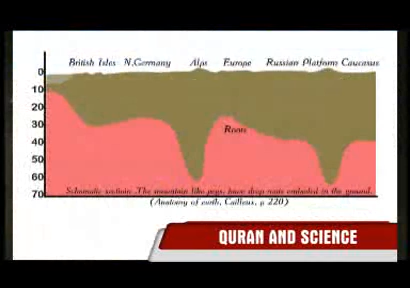 British Isles N.Germany Alps Europe Russian Platform Caucasus
0
10
20
30
40
50
60
70
Roots
Schematic section .The mountain like pegs, have deep roots embeded in the ground.
(Anatomy of earth, Cailleux, p 220)
QURAN AND SCIENCE